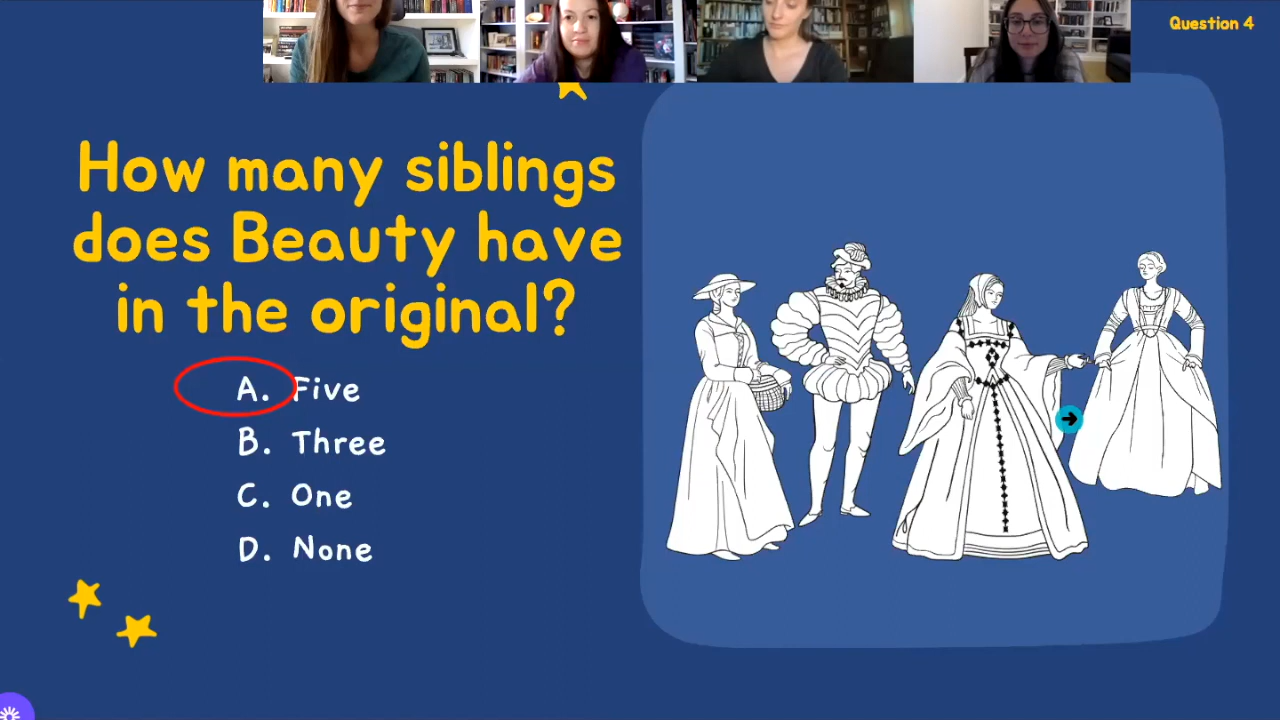 Question 4
How many siblings
does Beauty have
in the original?
A. Five
B. Three
C. One
D. None